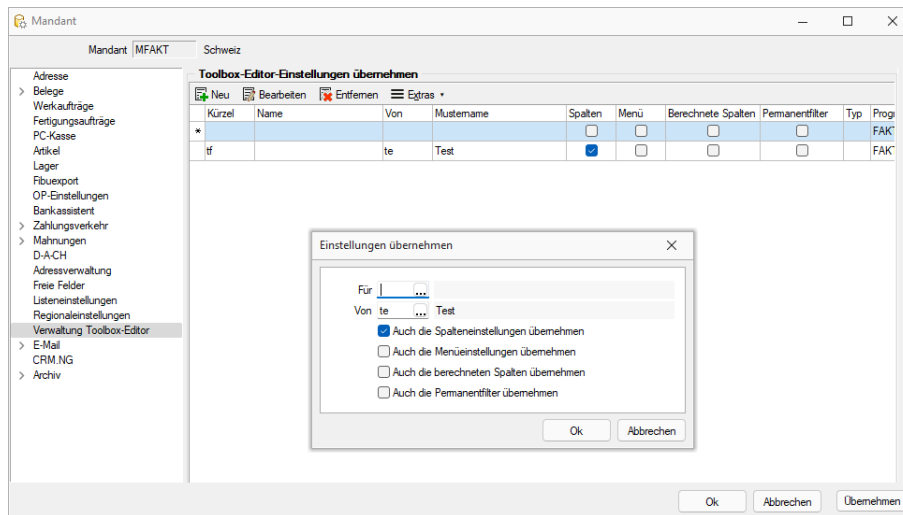 Mandant
Mandant MFAKT Schweiz
Adresse
Belege
Werkaufträge
Fertigungsaufträge
PC-Kasse
Artikel
Lager
Fibuexport
OP-Einstellungen
Bankassistent
Zahlungsverkehr
Mahnungen
D-A-CH
Adressverwaltung
Freie Felder
Listeneinstellungen
Regionaleinstellungen
Verwaltung Toolbox-Editor
E-Mail
CRM.NG
Archiv
Toolbox-Editor-Einstellungen übernehmen
Neu Bearbeiten Entfernen Extras
Kürzel Name Von Mustername Spalten Menü Berechnete Spalten Permanentfilter Typ Progr
* FAKT
tf te Test FAKT
Einstellungen übernehmen
Für ...
Von te ... Test
Auch die Spalteneinstellungen übernehmen
Auch die Menüeinstellungen übernehmen
Auch die berechneten Spalten übernehmen
Auch die Permanentfilter übernehmen
Ok Abbrechen
Ok Abbrechen Übernehmen